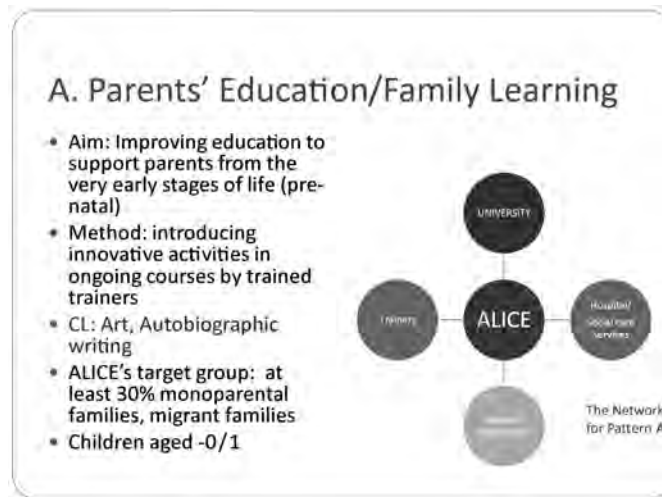 A. Parents' Education/Family Learning
• Aim: Improving education to
support parents from the
very early stages of life (pre-
natal)
• Method: introducing
innovative activities in
ongoing courses by trained
trainers
• CL: Art, Autobiographic
writing
• ALICE's target group: at
least 30% monoparental
families, migrant families
• Children aged -0/1
UNIVERSITY
Trainers
ALICE
Hospital/
Social care
services
The Network
for Pattern A